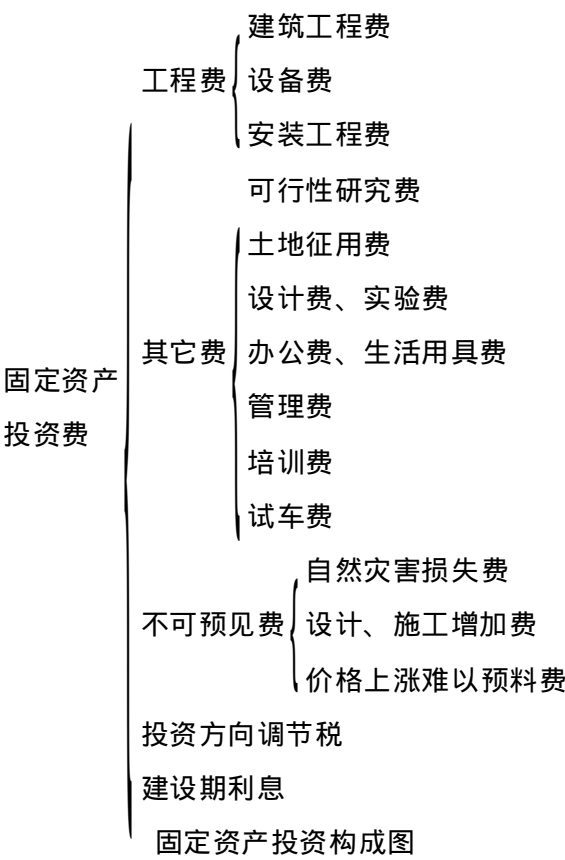 建筑工程费
工程费
设备费
安装工程费
可行性研究费
土地征用费
设计费、实验费
其它费
办公费、生活用具费
固定资产
投资费
管理费
培训费
试车费
自然灾害损失费
不可预见费
设计、施工增加费
价格上涨难以预料费
投资方向调节税
建设期利息
固定资产投资构成图